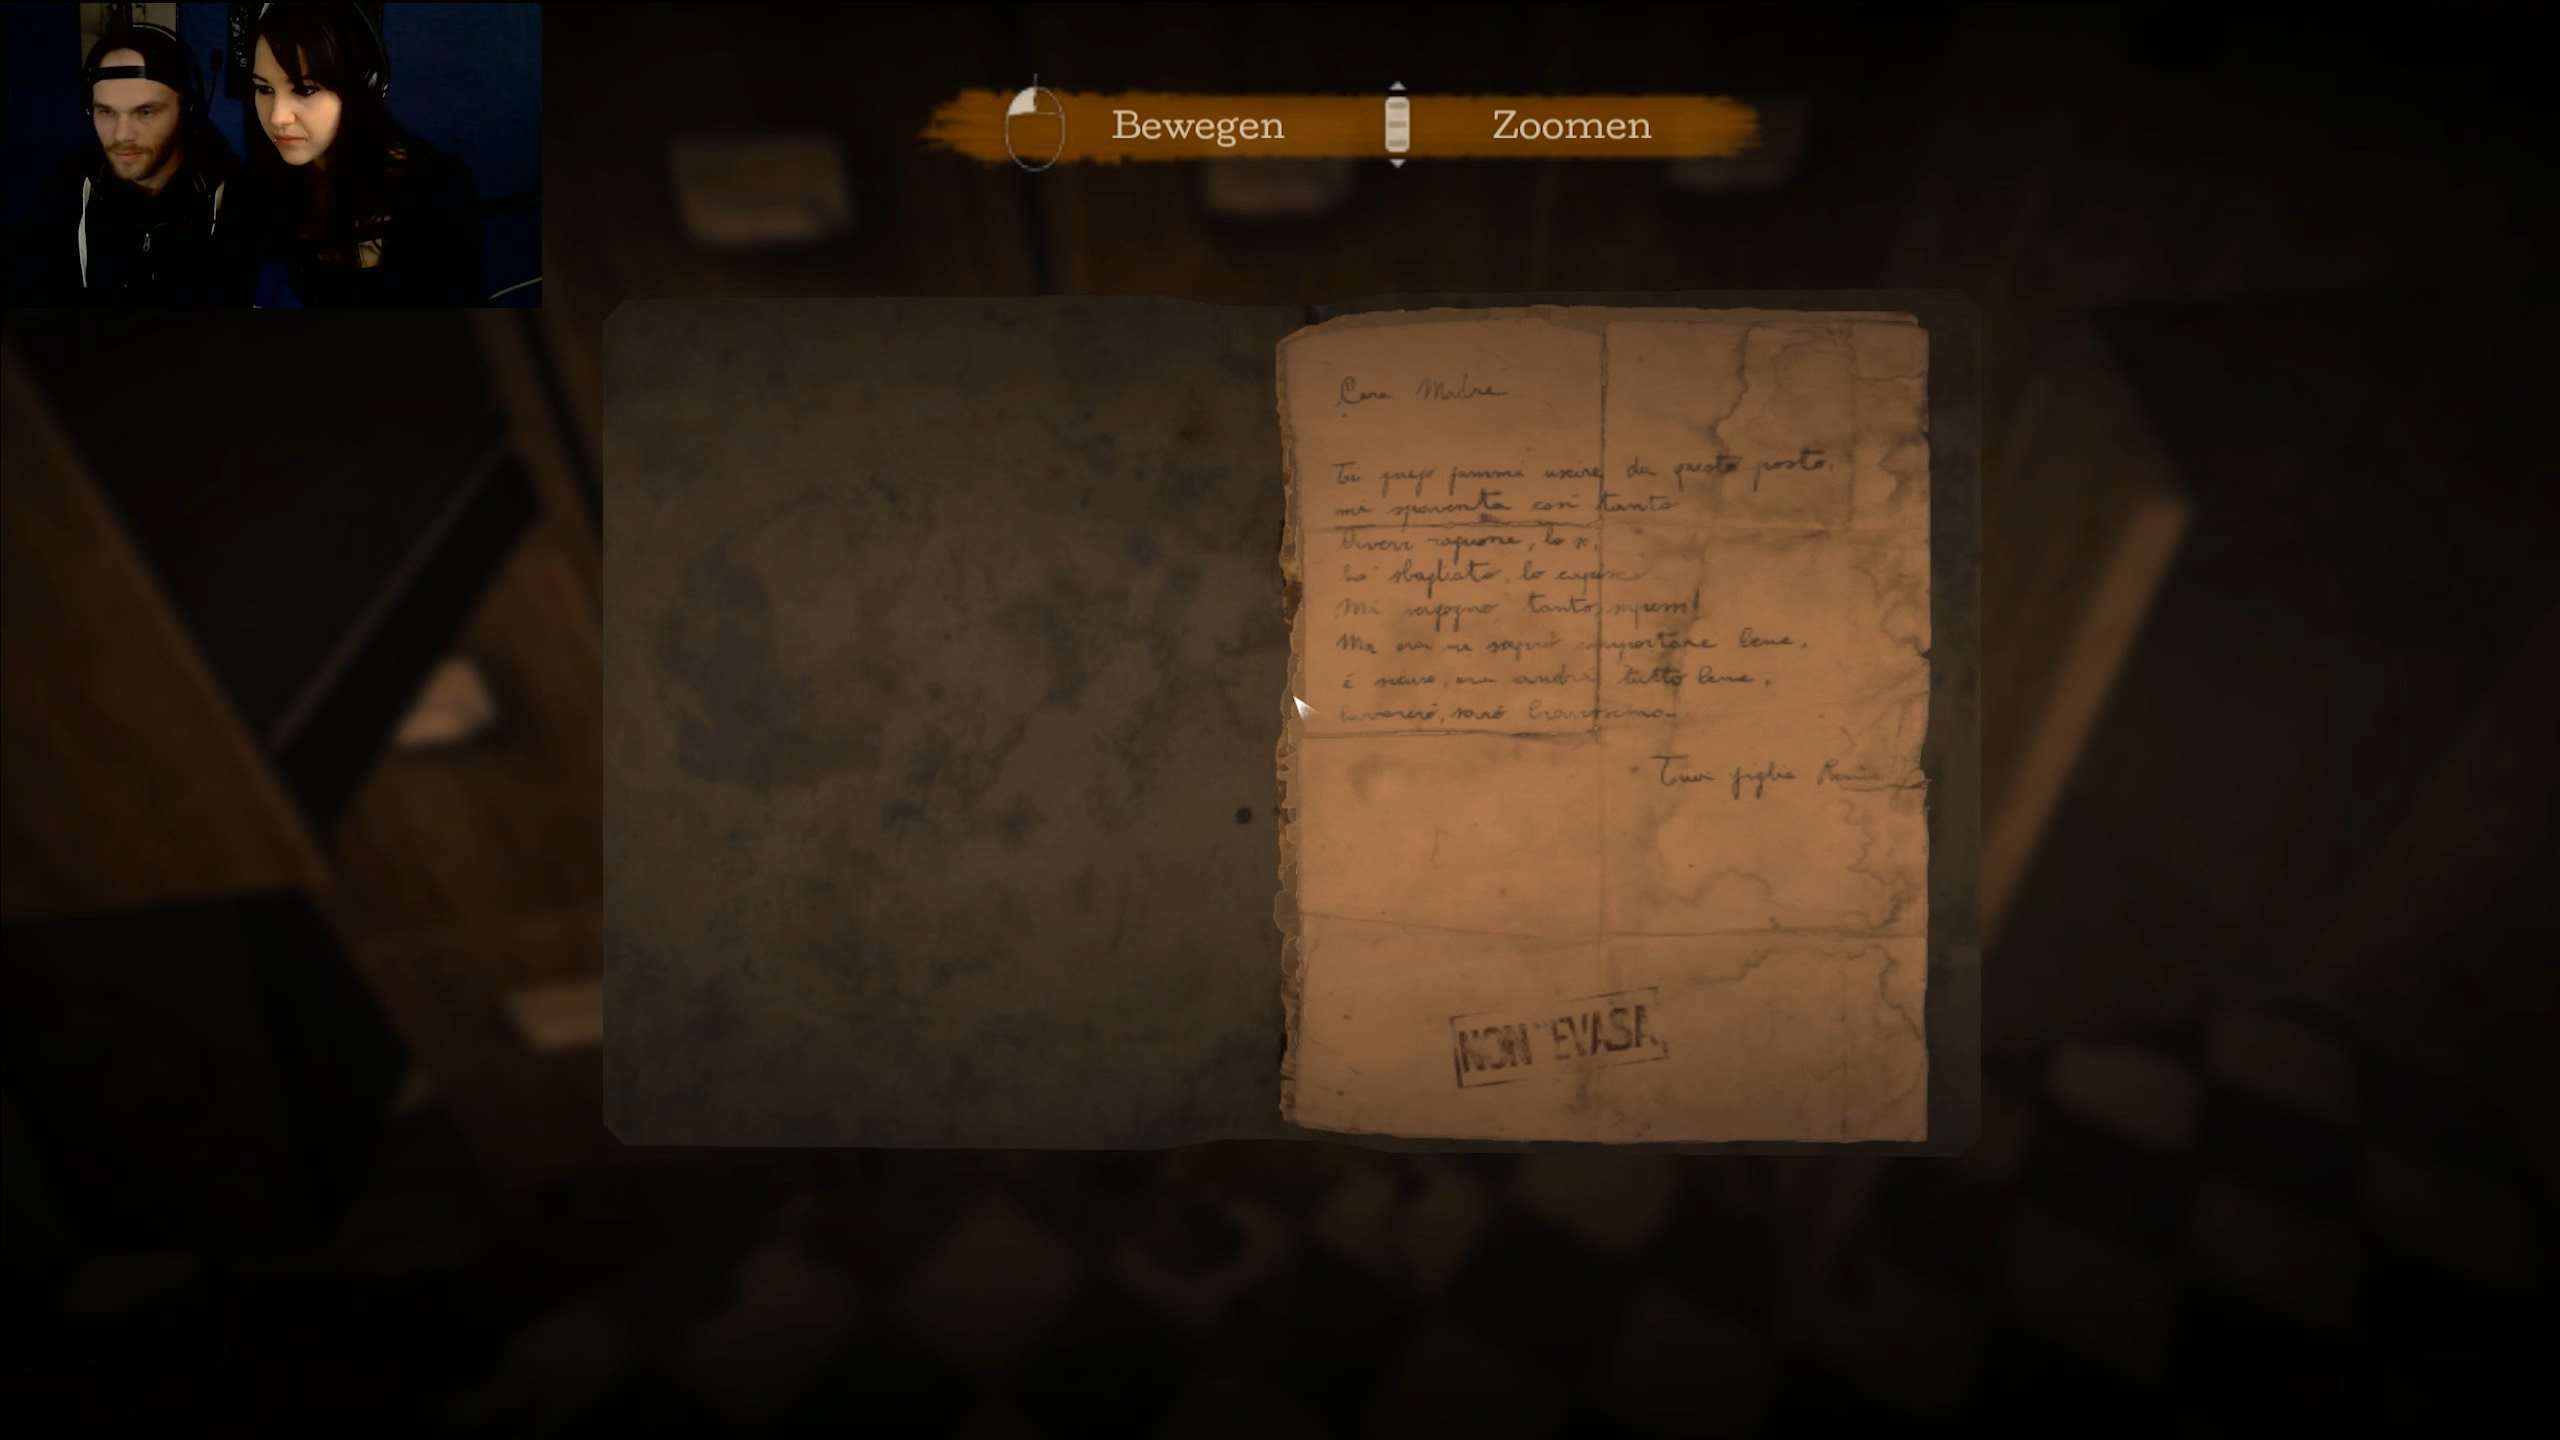 Bewegen Zoomen
Cara Madre
Ti prego fammi uscire da questo posto,
mi spaventa così tanto
Avevi ragione, lo so,
ho sbagliato, lo capisco
Mi vergogno tanto, sapessi!
Ma ora mi saprò comportare bene,
è sicuro, ora andrà tutto bene,
lavorerò, sarò bravissima
Tua figlia
NON EVASA